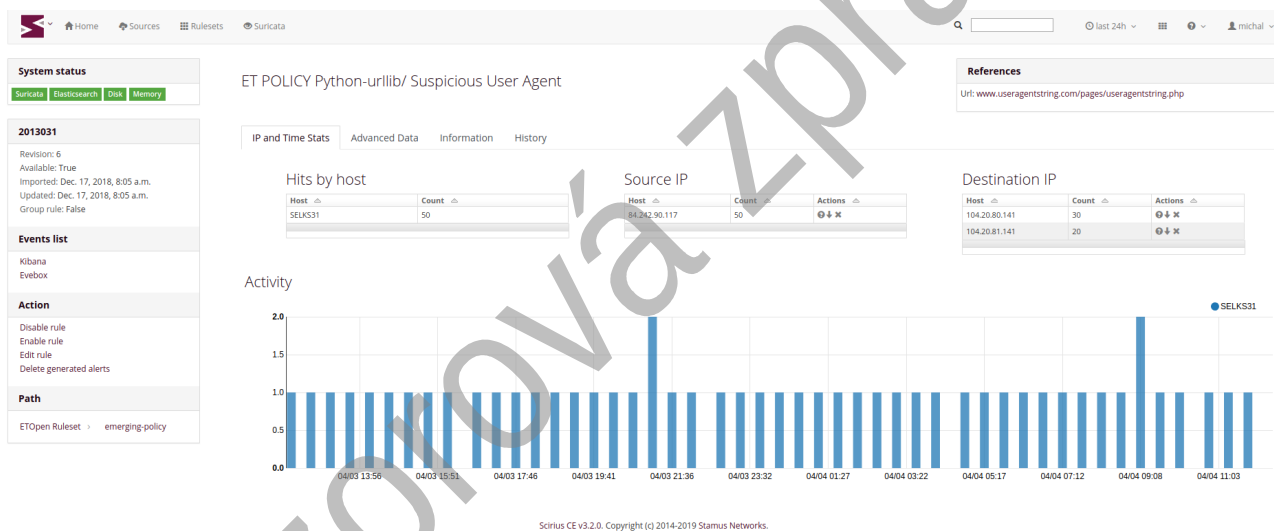 Home Sources Rulesets Suricata last 24h michal
System status
Suricata Elasticsearch Disk Memory
2013031
Revision: 6
Available: True
Imported: Dec. 17, 2018, 8:05 a.m.
Updated: Dec. 17, 2018, 8:05 a.m.
Group rule: False
Events list
Kibana
Evebox
Action
Disable rule
Enable rule
Edit rule
Delete generated alerts
Path
ETOpen Ruleset › emerging-policy
ET POLICY Python-urllib/ Suspicious User Agent
References
Url: www.useragentstring.com/pages/useragentstring.php
IP and Time Stats Advanced Data Information History
Hits by host
Host Count
SELKS31 50
Source IP
Host Count Actions
84.242.90.117 50
Destination IP
Host Count Actions
104.20.80.141 30
104.20.81.141 20
Activity
SELKS31
2.0
1.5
1.0
0.5
0.0
04/03 13:56 04/03 15:51 04/03 17:46 04/03 19:41 04/03 21:36 04/03 23:32 04/04 01:27 04/04 03:22 04/04 05:17 04/04 07:12 04/04 09:08 04/04 11:03
Scirius CE v3.2.0. Copyright (c) 2014-2019 Stamus Networks.